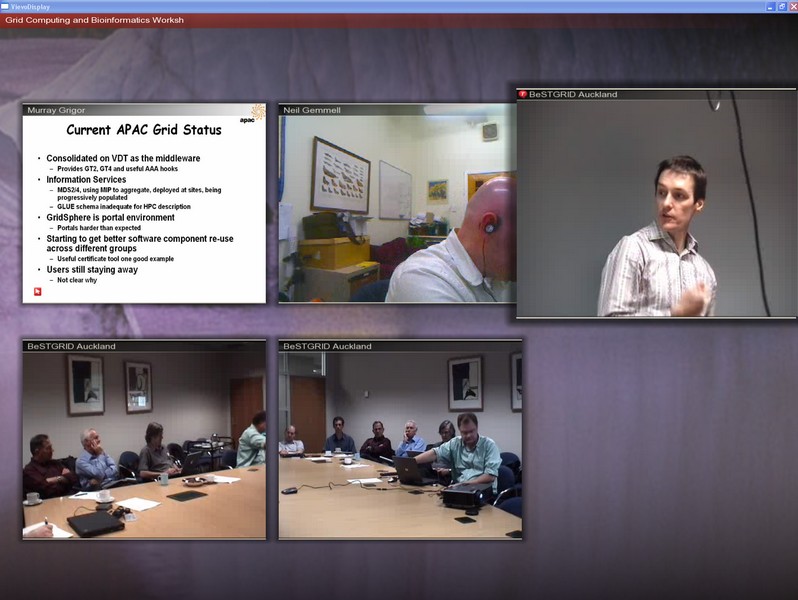 VievoDisplay
Grid Computing and Bioinformatics Worksh
Murray Grigor
apac
Current APAC Grid Status
• Consolidated on VDT as the middleware
– Provides GT2, GT4 and useful AAA hooks
• Information Services
– MDS2/4, using MIP to aggregate, deployed at sites, being
progressively populated
– GLUE schema inadequate for HPC description
• GridSphere is portal environment
– Portals harder than expected
• Starting to get better software component re-use
across different groups
– Useful certificate tool one good example
• Users still staying away
– Not clear why
Neil Gemmell
BeSTGRID Auckland
BeSTGRID Auckland
BeSTGRID Auckland